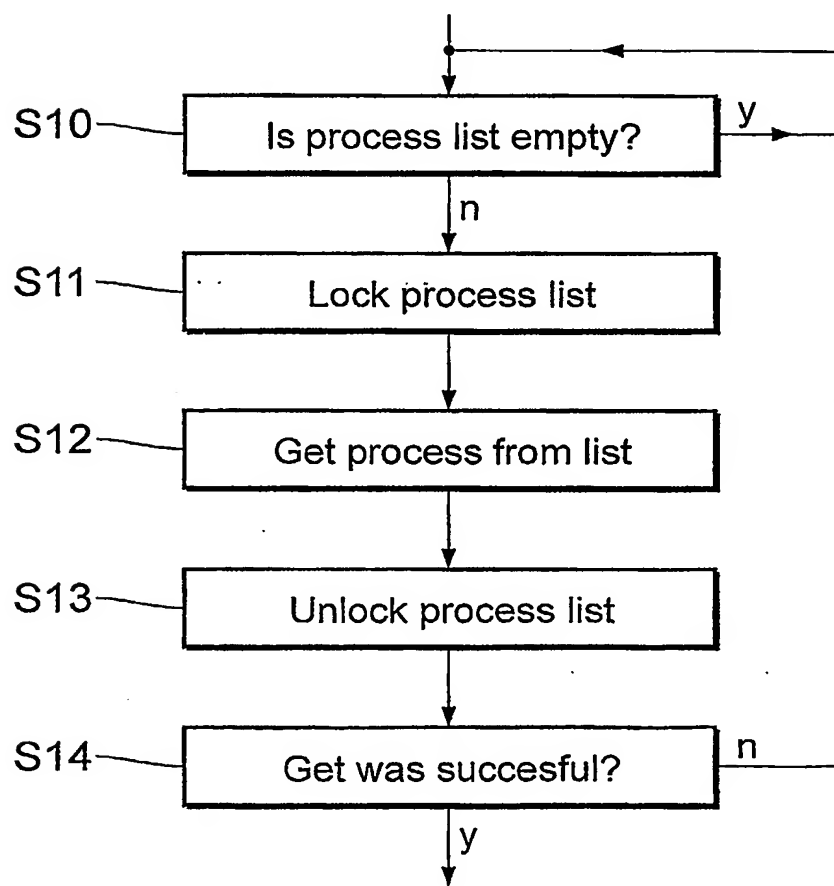 S10 Is process list empty? y
n
S11 Lock process list
S12 Get process from list
S13 Unlock process list
S14 Get was succesful? n
y